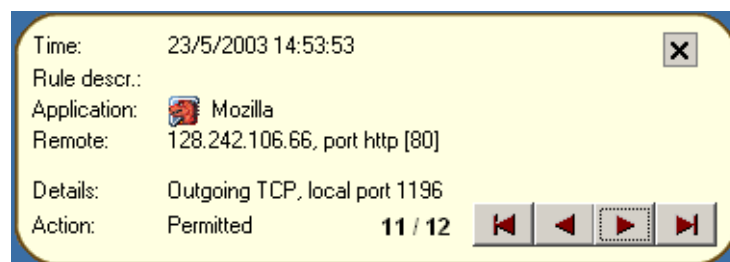 Time: 23/5/2003 14:53:53
Rule descr.:
Application: Mozilla
Remote: 128.242.106.66, port http [80]
Details: Outgoing TCP, local port 1196
Action: Permitted 11 / 12